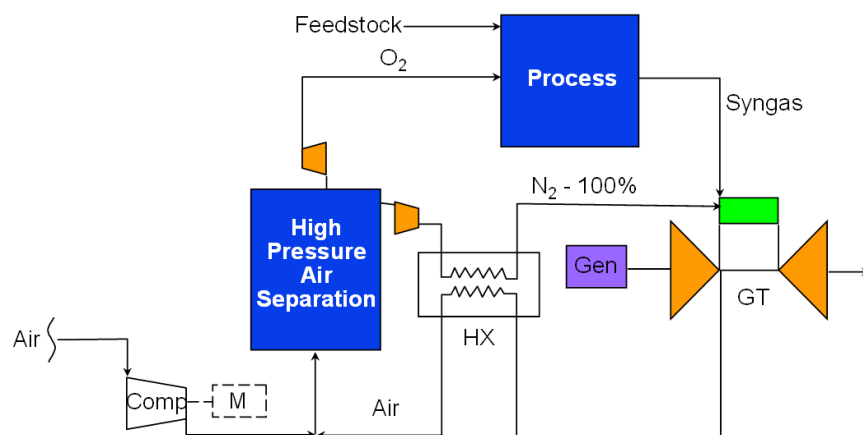 Feedstock
O2
Process
Syngas
N2 - 100%
High
Pressure
Air
Separation
Gen
GT
HX
Air
Comp
M
Air